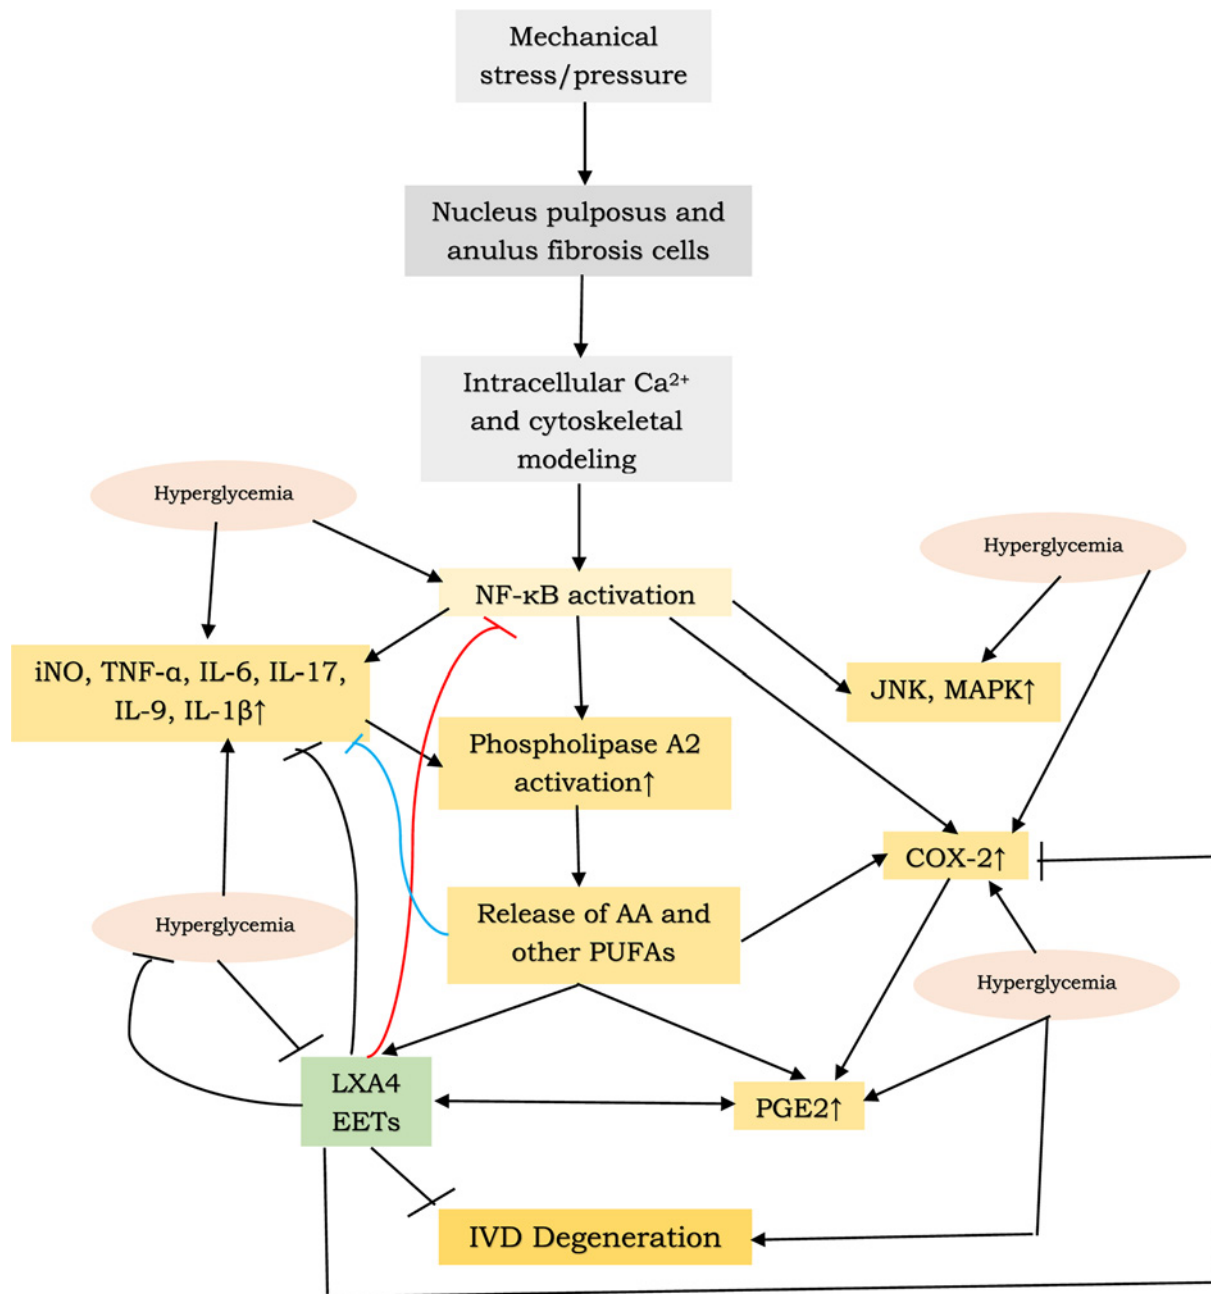 Mechanical
stress/pressure
Nucleus pulposus and
anulus fibrosis cells
Intracellular Ca²⁺
and cytoskeletal
modeling
Hyperglycemia
Hyperglycemia
NF-κB activation
iNO, TNF-α, IL-6, IL-17,
IL-9, IL-1β↑
JNK, MAPK↑
Phospholipase A2
activation↑
COX-2↑
Release of AA and
other PUFAs
Hyperglycemia
Hyperglycemia
LXA4
EETs
PGE2↑
IVD Degeneration